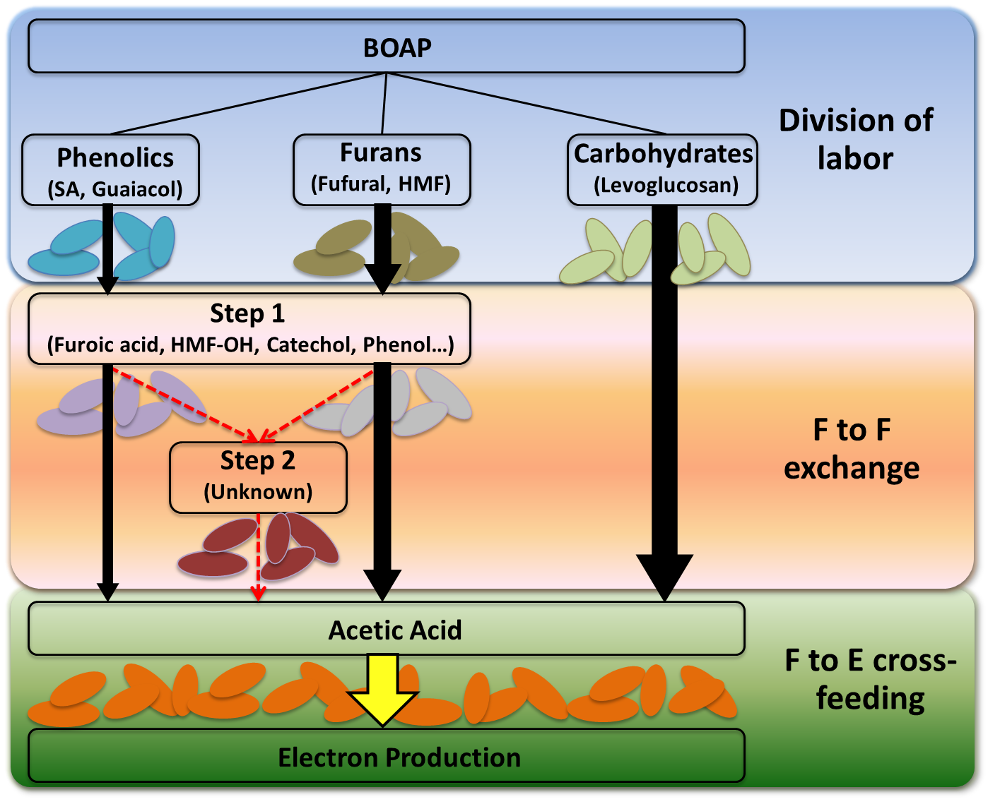 BOAP
Division of
labor
Phenolics
(SA, Guaiacol)
Furans
(Fufural, HMF)
Carbohydrates
(Levoglucosan)
Step 1
(Furoic acid, HMF-OH, Catechol, Phenol...)
F to F
exchange
Step 2
(Unknown)
Acetic Acid
F to E cross-
feeding
Electron Production